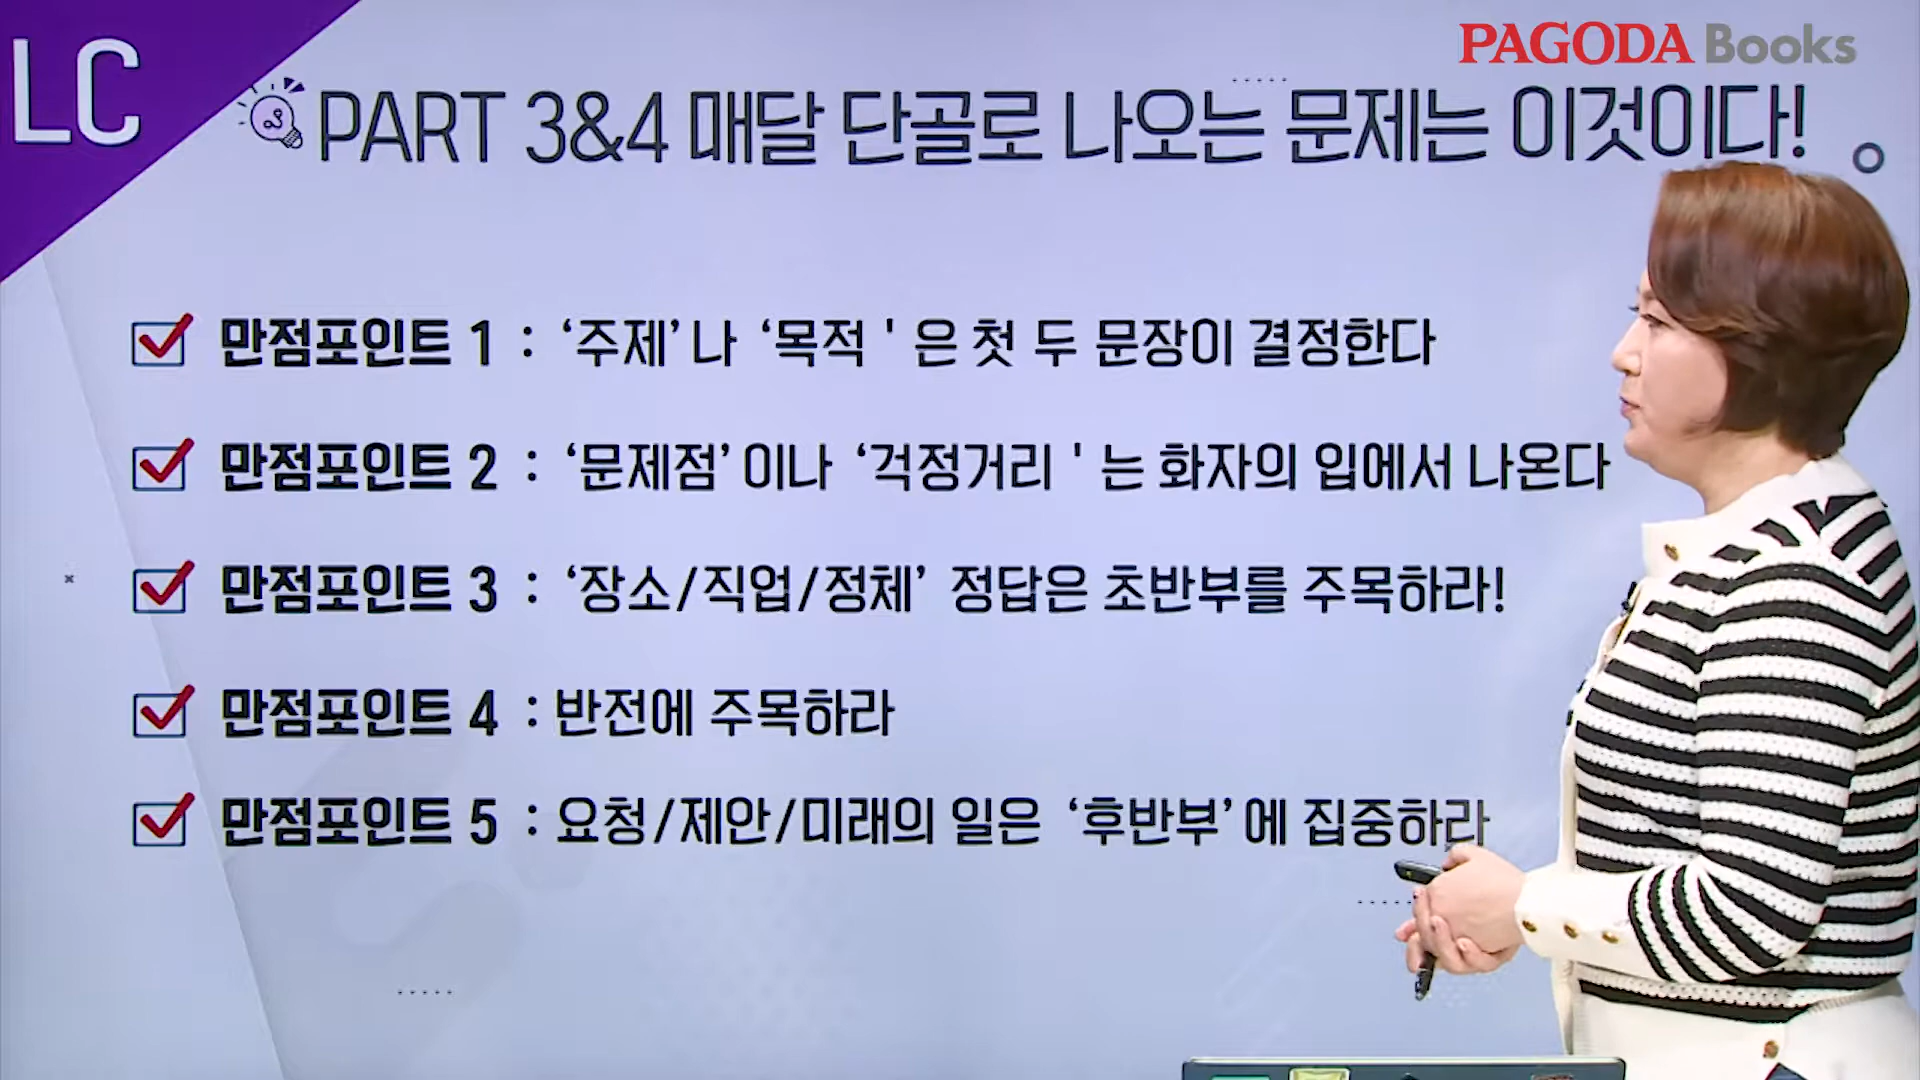 LC
PAGODA Books
PART 3&4 매달 단골로 나오는 문제는 이것이다!
만점포인트 1 : ‘주제’나 ‘목적 ' 은 첫 두 문장이 결정한다
만점포인트 2 : ‘문제점’이나 ‘걱정거리 ' 는 화자의 입에서 나온다
만점포인트 3 : ‘장소/직업/정체’ 정답은 초반부를 주목하라!
만점포인트 4 : 반전에 주목하라
만점포인트 5 : 요청/제안/미래의 일은 ‘후반부’에 집중하라